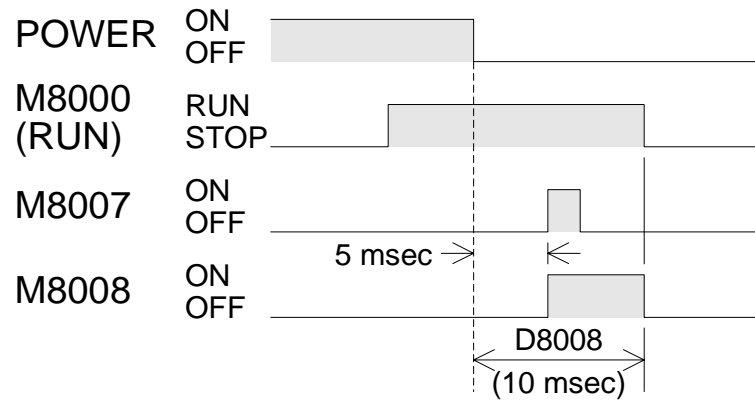 POWER ON
OFF
M8000 RUN
(RUN) STOP
M8007 ON
OFF
5 msec
M8008 ON
OFF
D8008
(10 msec)